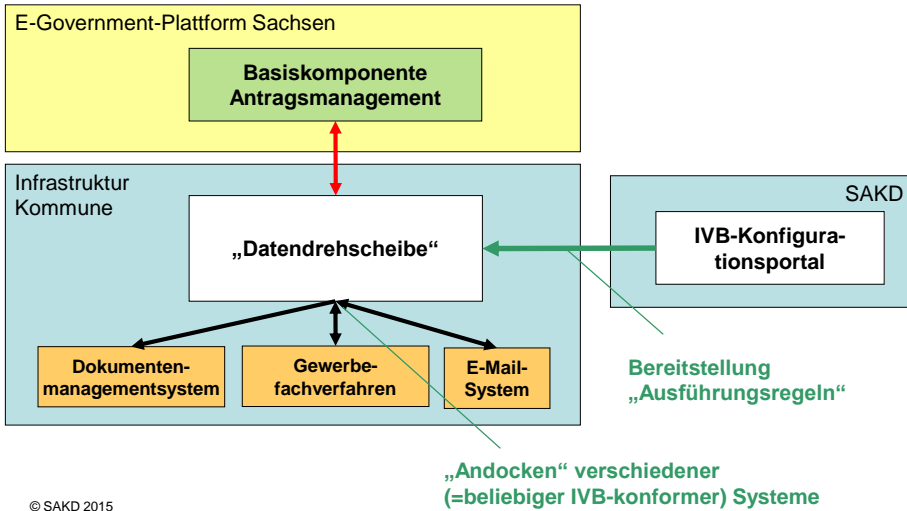 E-Government-Plattform Sachsen
Basiskomponente
Antragsmanagement
Infrastruktur
Kommune
„Datendrehscheibe“
SAKD
IVB-Konfigura-
tionsportal
Dokumenten-
managementsystem
Gewerbe-
fachverfahren
E-Mail-
System
Bereitstellung
„Ausführungsregeln“
„Andocken“ verschiedener
(=beliebiger IVB-konformer) Systeme
© SAKD 2015